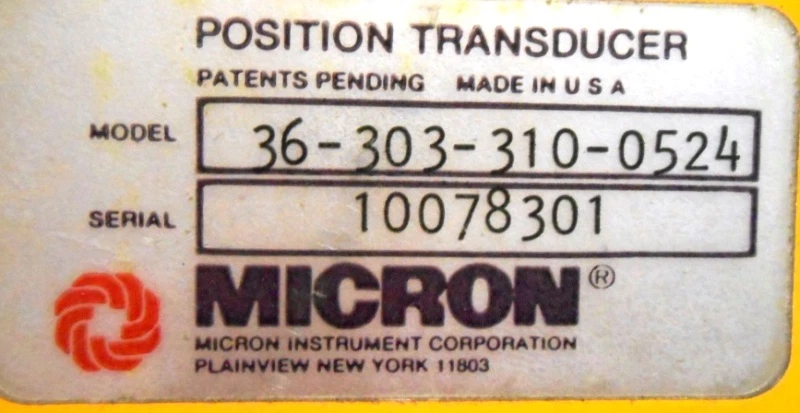 POSITION TRANSDUCER
PATENTS PENDING MADE IN U S A
MODEL 36-303-310-0524
SERIAL 10078301
MICRON®
MICRON INSTRUMENT CORPORATION
PLAINVIEW NEW YORK 11803